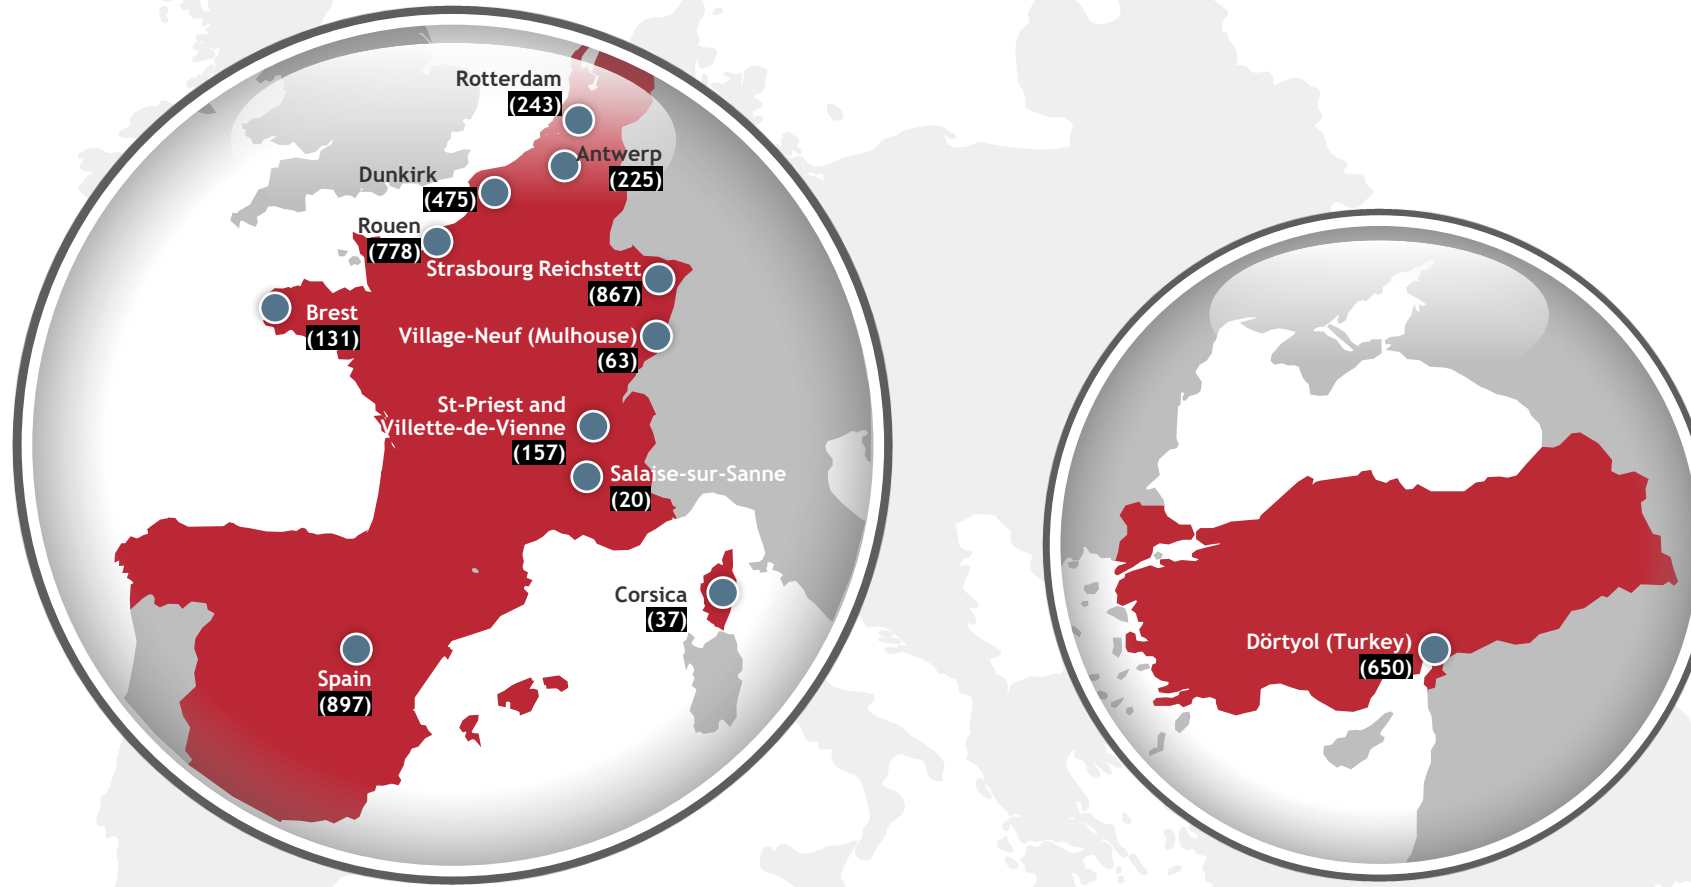 Rotterdam
(243)
Antwerp
(225)
Dunkirk
(475)
Rouen
(778)
Strasbourg Reichstett
(867)
Brest
(131)
Village-Neuf (Mulhouse)
(63)
St-Priest and
Villette-de-Vienne
(157)
Salaise-sur-Sanne
(20)
Corsica
(37)
Spain
(897)
Dörtyol (Turkey)
(650)